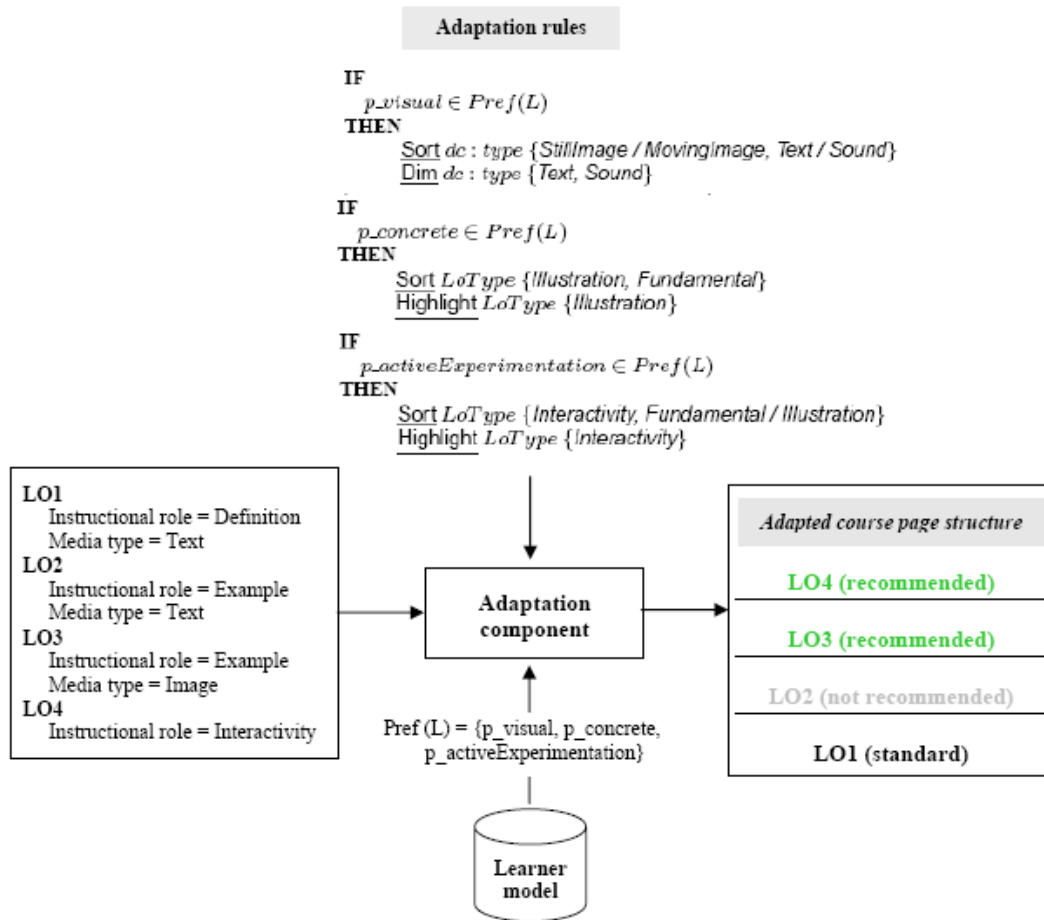 Adaptation rules
IF
p_visual ∈ Pref(L)
THEN
Sort dc : type {StillImage / MovingImage, Text / Sound}
Dim dc : type {Text, Sound}
IF
p_concrete ∈ Pref(L)
THEN
Sort LoType {Illustration, Fundamental}
Highlight LoType {Illustration}
IF
p_activeExperimentation ∈ Pref(L)
THEN
Sort LoType {Interactivity, Fundamental / Illustration}
Highlight LoType {Interactivity}
LO1
Instructional role = Definition
Media type = Text
LO2
Instructional role = Example
Media type = Text
LO3
Instructional role = Example
Media type = Image
LO4
Instructional role = Interactivity
Adaptation
component
Pref (L) = {p_visual, p_concrete,
p_activeExperimentation}
Learner
model
Adapted course page structure
LO4 (recommended)
LO3 (recommended)
LO2 (not recommended)
LO1 (standard)